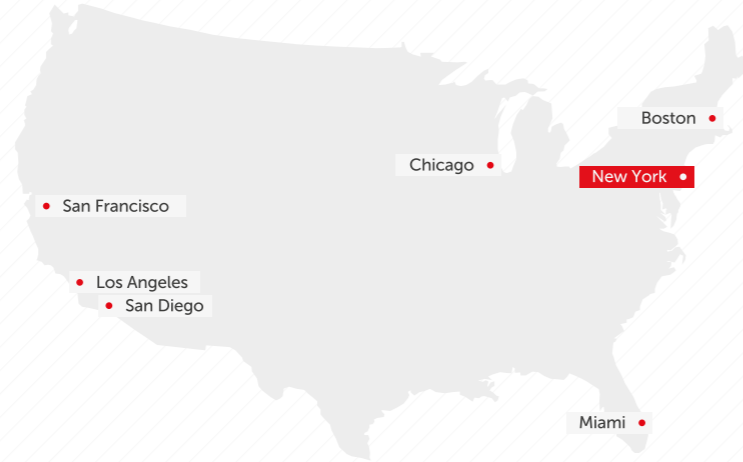 Boston
Chicago
New York
San Francisco
Los Angeles
San Diego
Miami